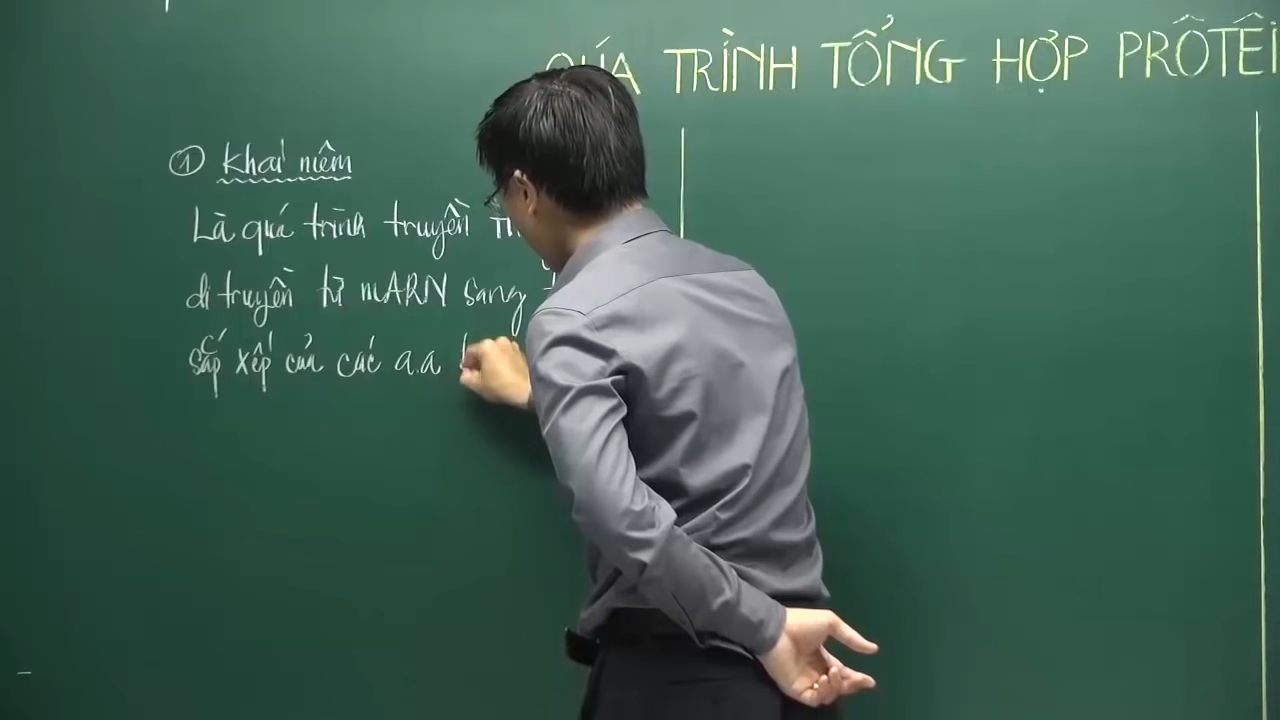 QUÁ TRÌNH TỔNG HỢP PRÔTÊI
① Khái niệm
Là quá trình truyền
di truyền từ mARN sang
sắp xếp của các a.a